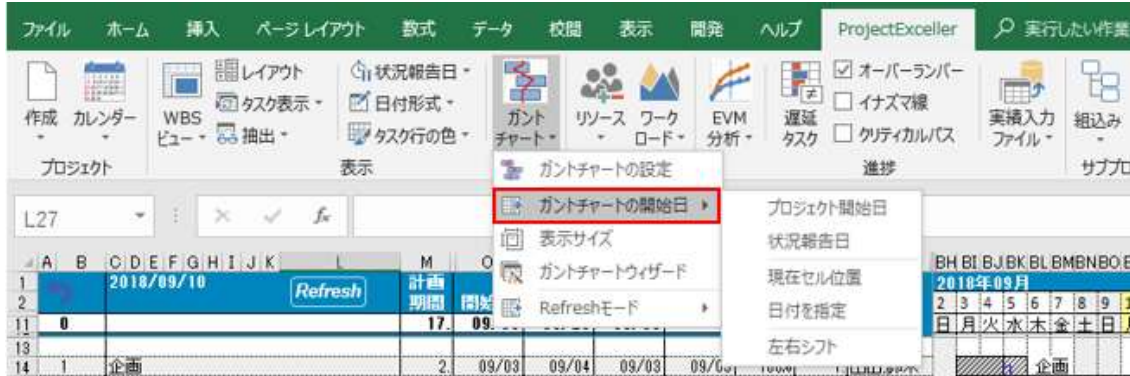 ファイル ホーム 挿入 ページ レイアウト 数式 データ 校閲 表示 開発 ヘルプ ProjectExceller 実行したい作業
作成 カレンダー WBS ビュー レイアウト タスク表示 抽出 状況報告日 日付形式 タスク行の色 ガント チャート リソース ワーク ロード EVM 分析 遅延 タスク オーバーランバー イナズマ線 クリティカルパス 実績入力 ファイル 組込み
プロジェクト 表示 進捗 サブプロ
ガントチャートの設定
L27 fx ガントチャートの開始日 プロジェクト開始日
表示サイズ 状況報告日
ガントチャートウィザード 現在セル位置
Refreshモード 日付を指定
左右シフト
A B C D E F G H I J K L M O BH BI BJ BK BL BM BN BO
1 2018/09/10 Refresh 計画 2018年09月
2 期間 2 3 4 5 6 7 8 9
11 0 17. 日 月 火 水 木 金 土 日
13
14 1 企画 2. 09/03 09/04 09/03 企画